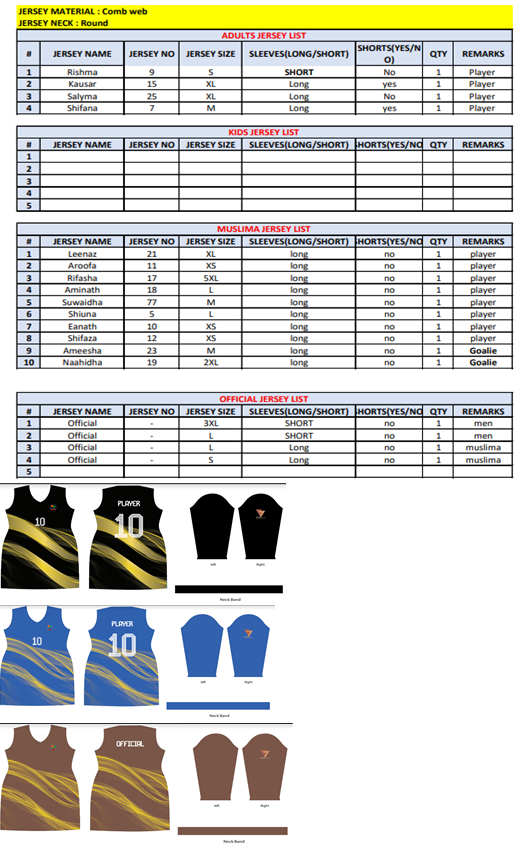 JERSEY MATERIAL : Comb web
JERSEY NECK : Round
ADULTS JERSEY LIST
# JERSEY NAME JERSEY NO JERSEY SIZE SLEEVES(LONG/SHORT) SHORTS(YES/NO) QTY REMARKS
1 Rishma 9 S SHORT No 1 Player
2 Kausar 15 XL Long yes 1 Player
3 Salyma 25 XL Long No 1 Player
4 Shifana 7 M Long yes 1 Player
KIDS JERSEY LIST
# JERSEY NAME JERSEY NO JERSEY SIZE SLEEVES(LONG/SHORT) HORTS(YES/NO QTY REMARKS
1
2
3
4
5
MUSLIMA JERSEY LIST
# JERSEY NAME JERSEY NO JERSEY SIZE SLEEVES(LONG/SHORT) HORTS(YES/NO QTY REMARKS
1 Leenaz 21 XL long no 1 player
2 Aroofa 11 XS long no 1 player
3 Rifasha 17 5XL long no 1 player
4 Aminath 18 L long no 1 player
5 Suwaidha 77 M long no 1 player
6 Shiuna 5 L long no 1 player
7 Eanath 10 XS long no 1 player
8 Shifaza 12 XS long no 1 player
9 Ameesha 23 M long no 1 Goalie
10 Naahidha 19 2XL long no 1 Goalie
OFFICIAL JERSEY LIST
# JERSEY NAME JERSEY NO JERSEY SIZE SLEEVES(LONG/SHORT) HORTS(YES/NO QTY REMARKS
1 Official - 3XL SHORT no 1 men
2 Official - L SHORT no 1 men
3 Official - L Long no 1 muslima
4 Official - S Long no 1 muslima
5
10 PLAYER
10
left Right
Neck Band
10 PLAYER
10
left Right
Neck Band
OFFICIAL
left Right
Neck Band